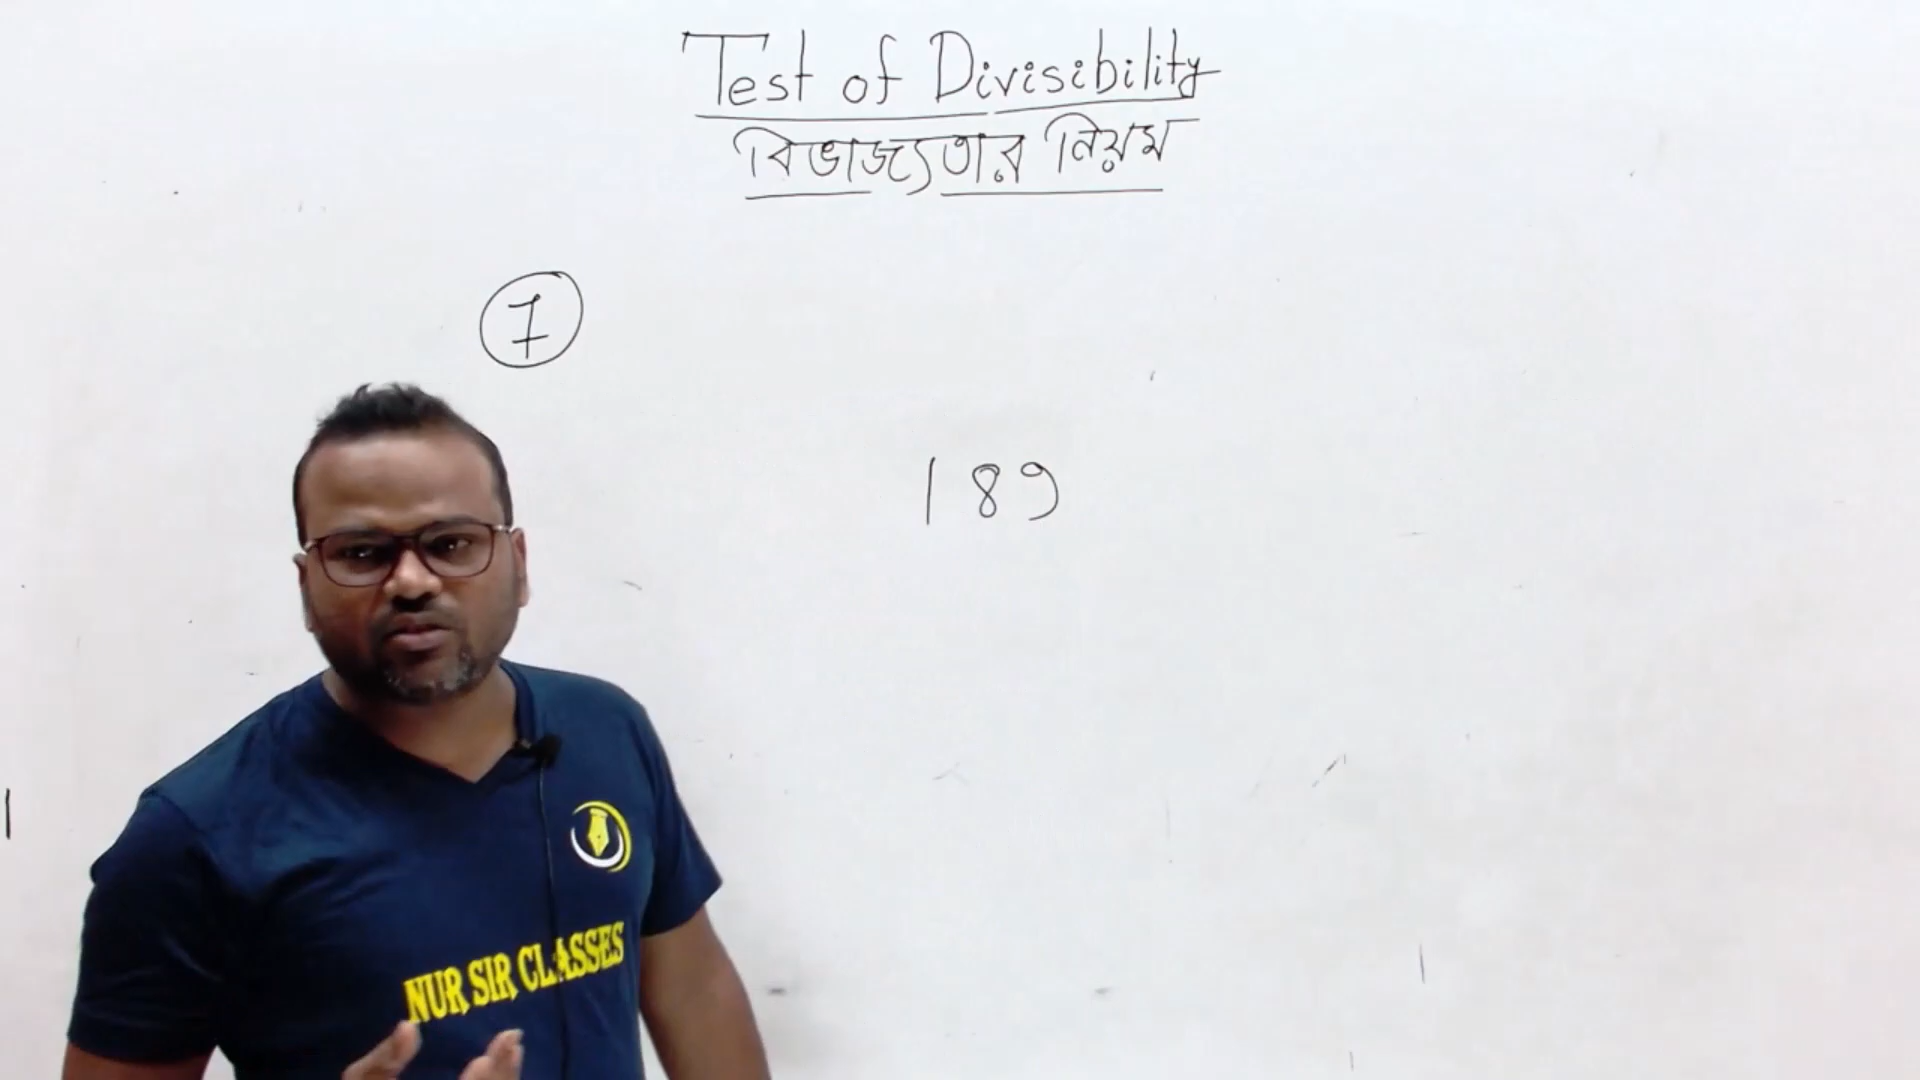 Test of Divisibility
বিভাজ্যতার নিয়ম
7
189
NUR SIR CLASSES